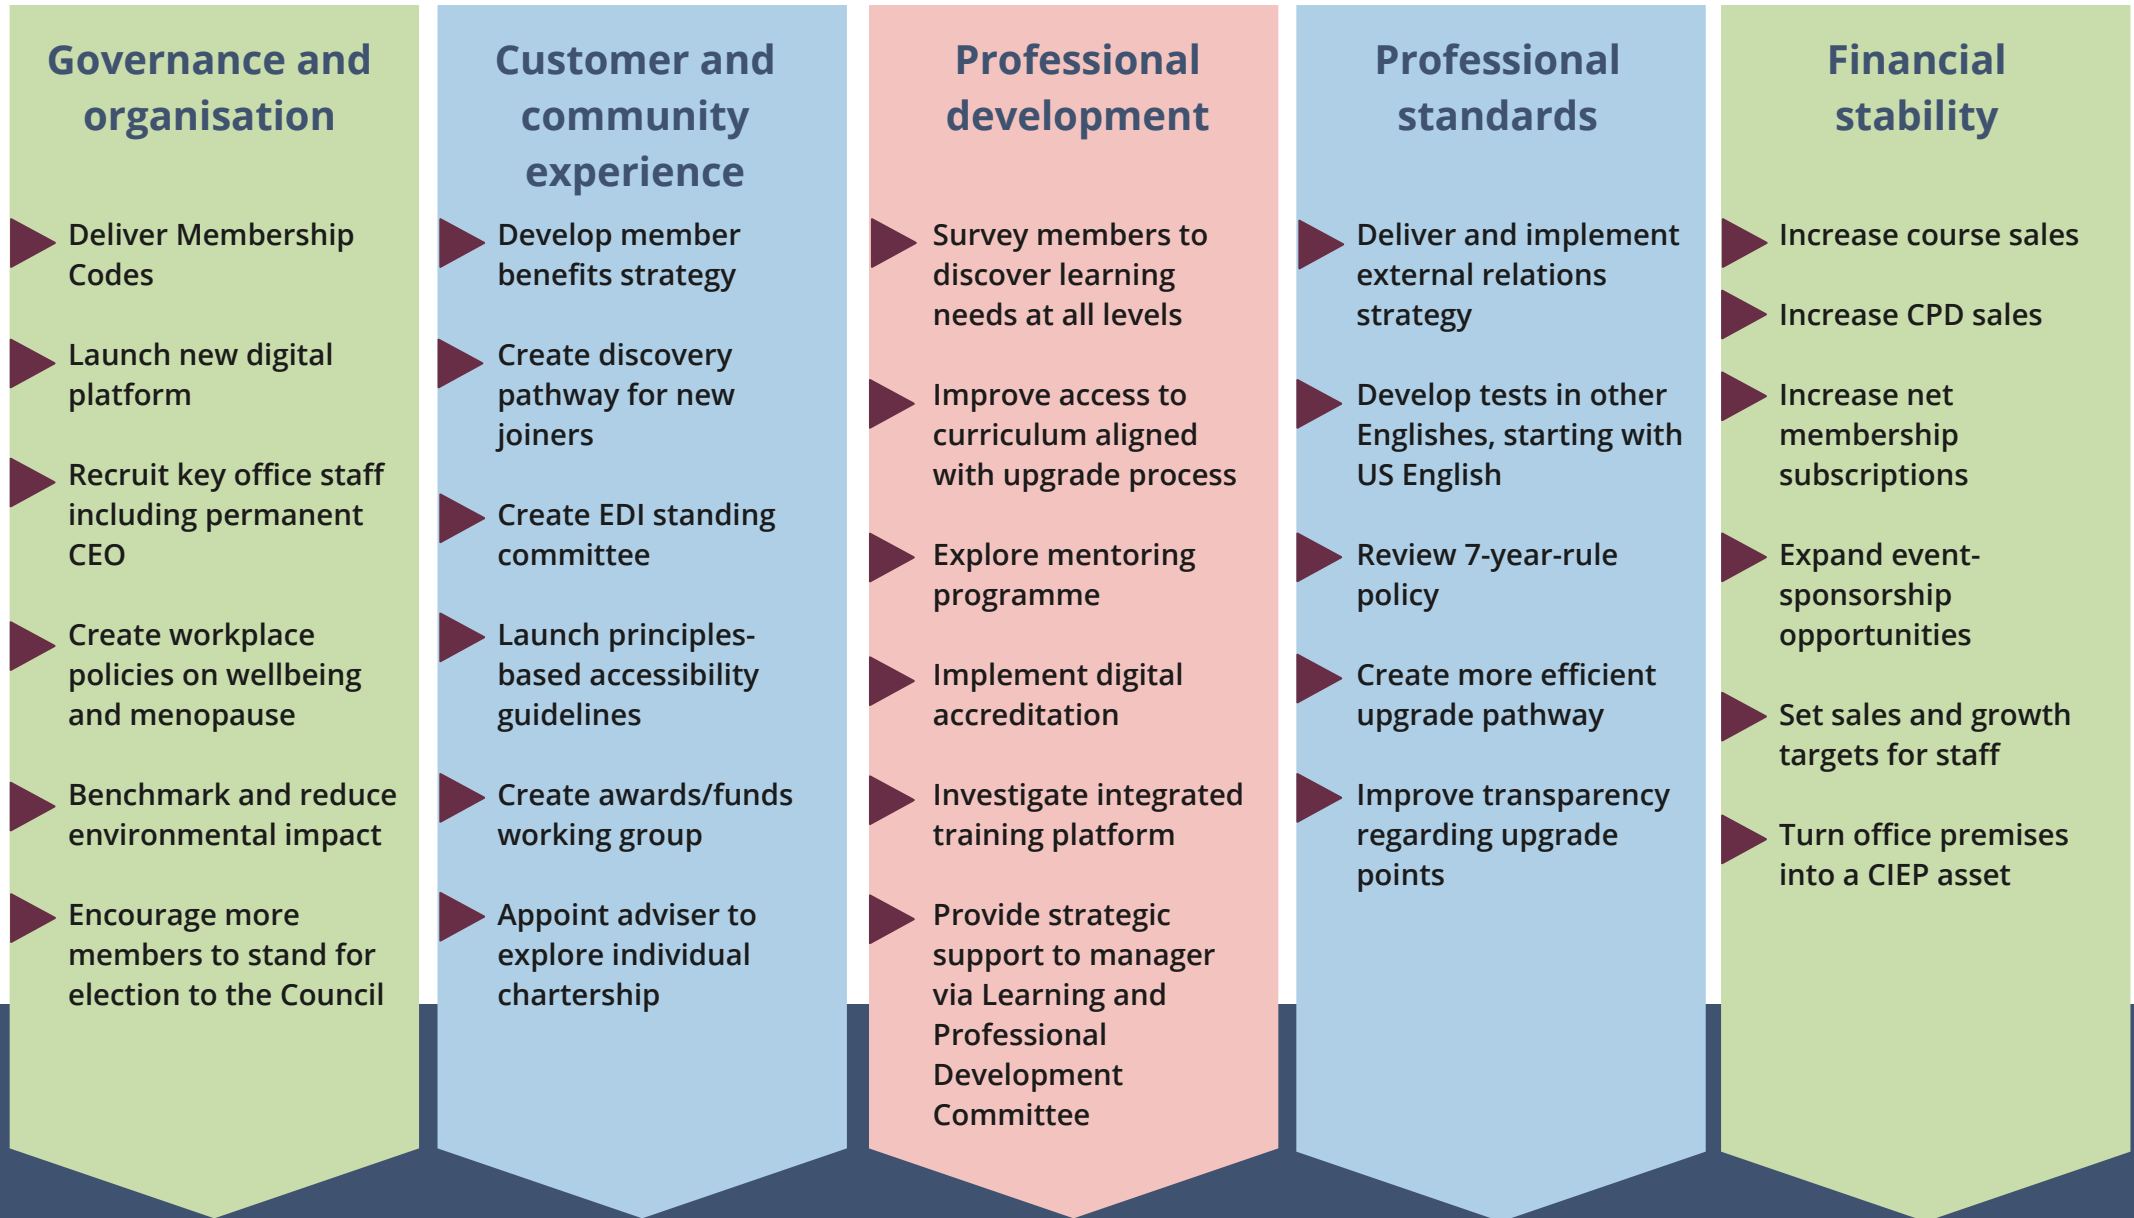 Governance and
organisation
Deliver Membership
Codes
Launch new digital
platform
Recruit key office staff
including permanent
CEO
Create workplace
policies on wellbeing
and menopause
Benchmark and reduce
environmental impact
Encourage more
members to stand for
election to the Council
Customer and
community
experience
Develop member
benefits strategy
Create discovery
pathway for new
joiners
Create EDI standing
committee
Launch principles-
based accessibility
guidelines
Create awards/funds
working group
Appoint adviser to
explore individual
chartership
Professional
development
Survey members to
discover learning
needs at all levels
Improve access to
curriculum aligned
with upgrade process
Explore mentoring
programme
Implement digital
accreditation
Investigate integrated
training platform
Provide strategic
support to manager
via Learning and
Professional
Development
Committee
Professional
standards
Deliver and implement
external relations
strategy
Develop tests in other
Englishes, starting with
US English
Review 7-year-rule
policy
Create more efficient
upgrade pathway
Improve transparency
regarding upgrade
points
Financial
stability
Increase course sales
Increase CPD sales
Increase net
membership
subscriptions
Expand event-
sponsorship
opportunities
Set sales and growth
targets for staff
Turn office premises
into a CIEP asset